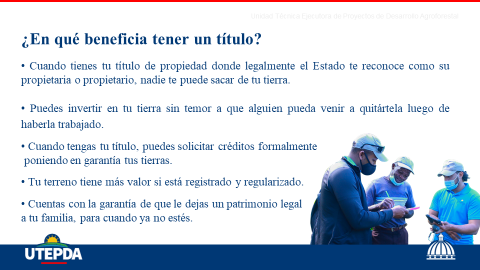 Unidad Técnica Ejecutora de Proyectos de Desarrollo Agroforestal
¿En qué beneficia tener un título?
• Cuando tienes tu título de propiedad donde legalmente el Estado te reconoce como su
propietaria o propietario, nadie te puede sacar de tu tierra.
• Puedes invertir en tu tierra sin temor a que alguien pueda venir a quitártela luego de
haberla trabajado.
• Cuando tengas tu título, puedes solicitar créditos formalmente
poniendo en garantía tus tierras.
• Tu terreno tiene más valor si está registrado y regularizado.
• Cuentas con la garantía de que le dejas un patrimonio legal
a tu familia, para cuando ya no estés.
UTEPDA